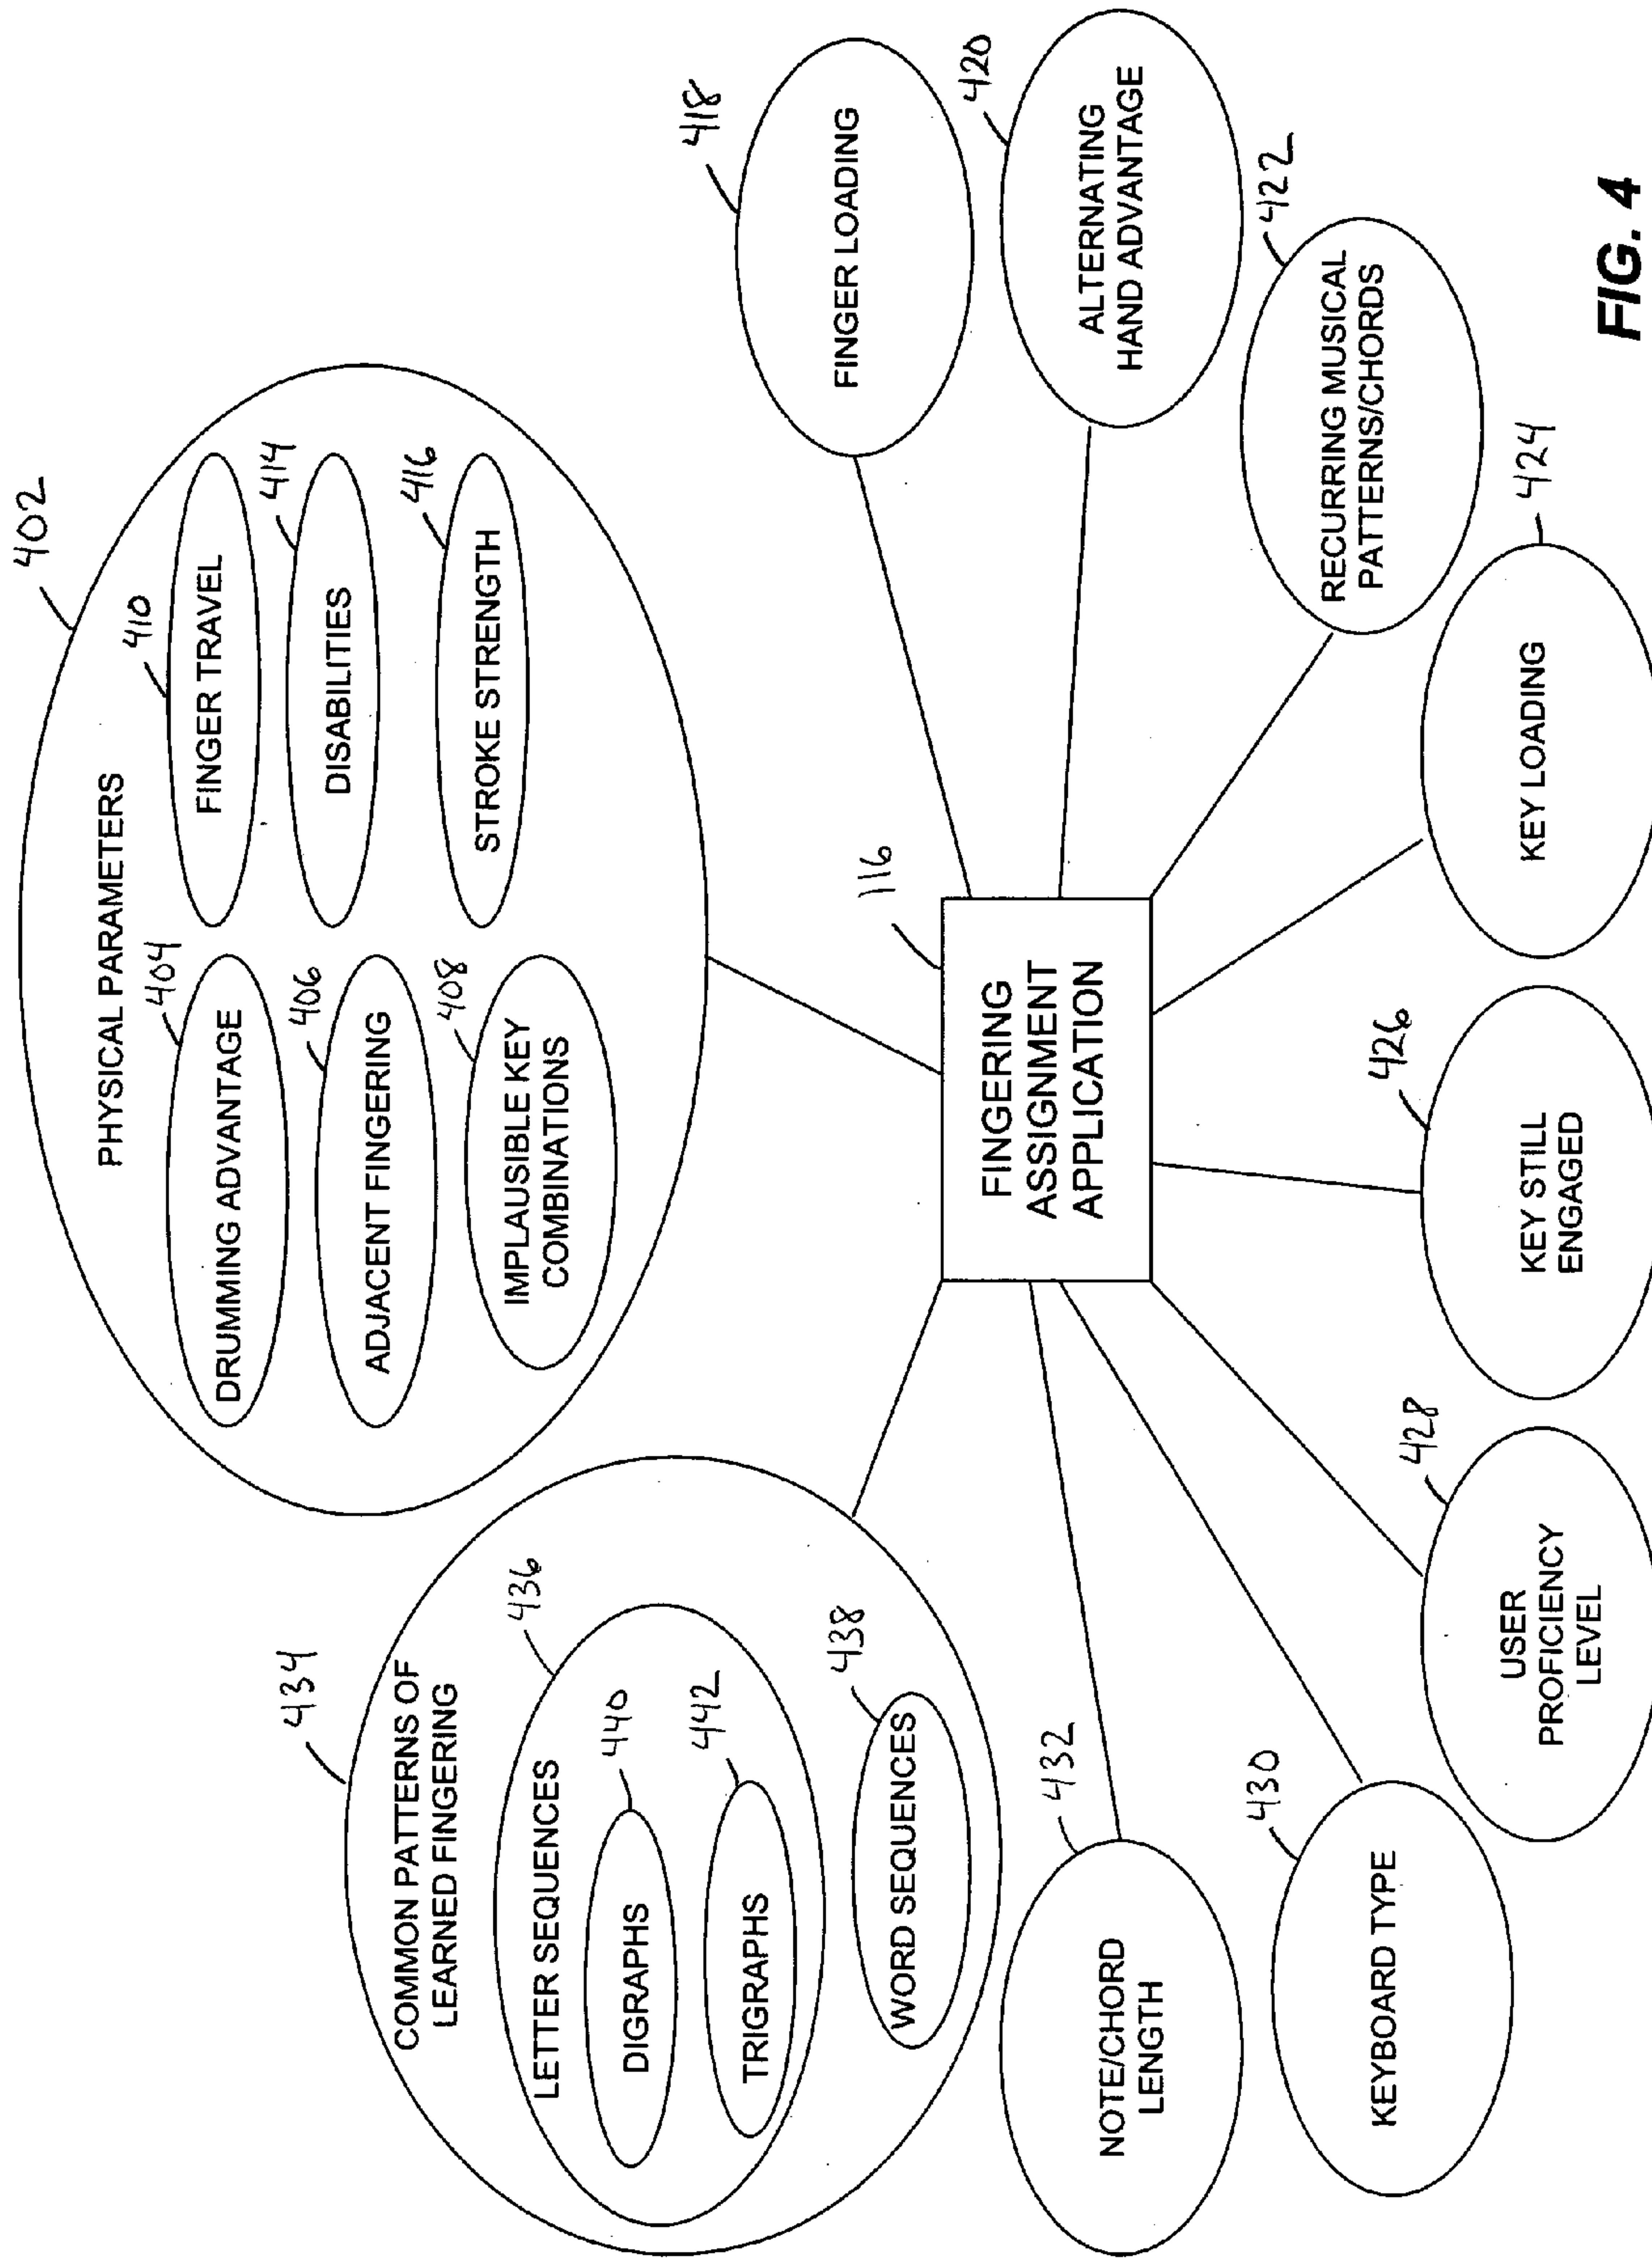 402
PHYSICAL PARAMETERS
404
DRUMMING ADVANTAGE
410
FINGER TRAVEL
406
ADJACENT FINGERING
414
DISABILITIES
408
IMPLAUSIBLE KEY
COMBINATIONS
416
STROKE STRENGTH
434
COMMON PATTERNS OF
LEARNED FINGERING
436
LETTER SEQUENCES
440
DIGRAPHS
442
TRIGRAPHS
438
WORD SEQUENCES
418
FINGER LOADING
116
FINGERING
ASSIGNMENT
APPLICATION
420
ALTERNATING
HAND ADVANTAGE
432
NOTE/CHORD
LENGTH
422
RECURRING MUSICAL
PATTERNS/CHORDS
430
KEYBOARD TYPE
428
USER
PROFICIENCY
LEVEL
426
KEY STILL
ENGAGED
424
KEY LOADING
FIG. 4